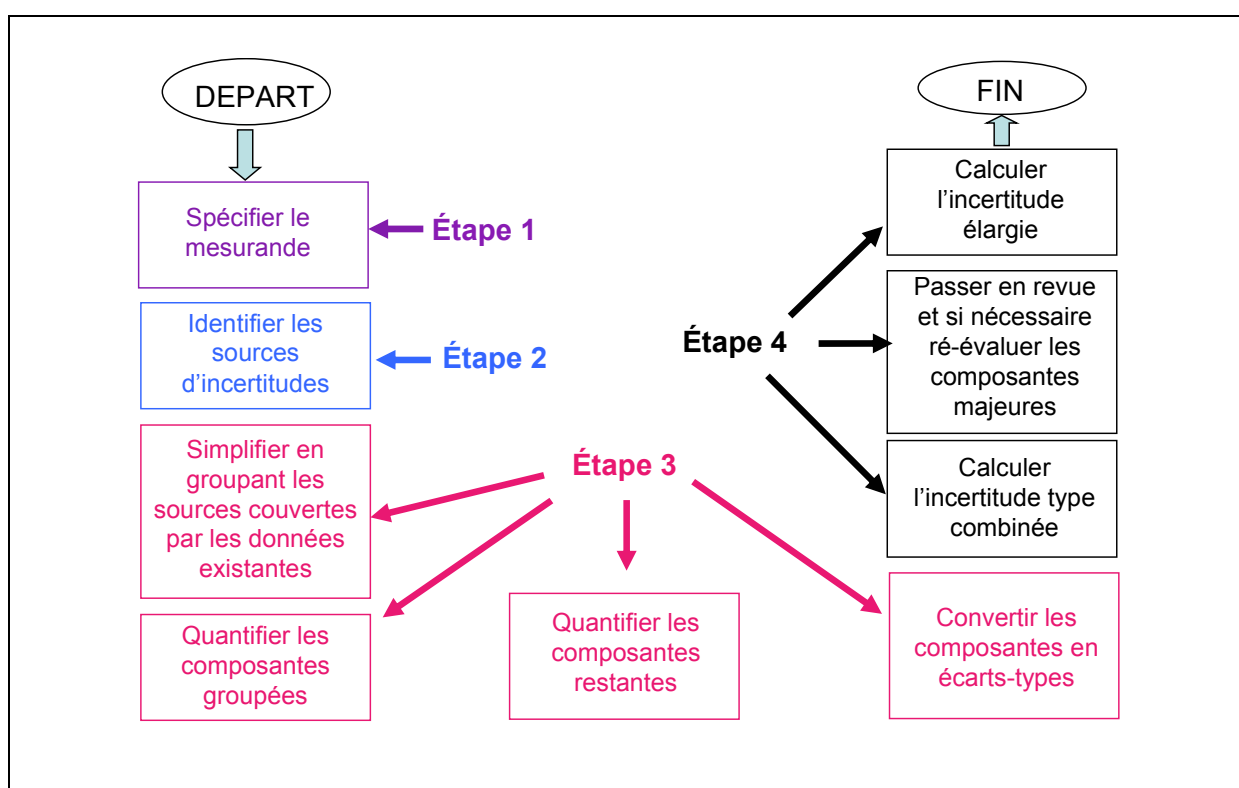 DEPART
Spécifier le
mesurande
Étape 1
Identifier les
sources
d'incertitudes
Étape 2
Simplifier en
groupant les
sources couvertes
par les données
existantes
Étape 3
Quantifier les
composantes
groupées
Quantifier les
composantes
restantes
Convertir les
composantes en
écarts-types
Étape 4
Calculer
l'incertitude type
combinée
Passer en revue
et si nécessaire
ré-évaluer les
composantes
majeures
Calculer
l'incertitude
élargie
FIN